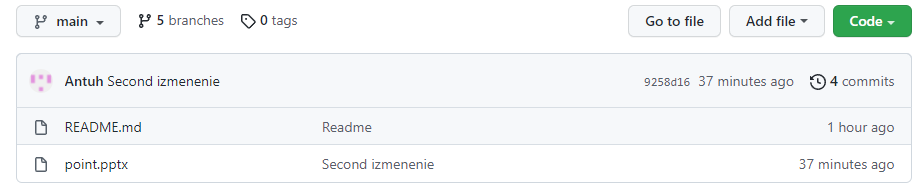 main 5 branches 0 tags Go to file Add file Code
Antuh Second izmenenie 9258d16 37 minutes ago 4 commits
README.md Readme 1 hour ago
point.pptx Second izmenenie 37 minutes ago